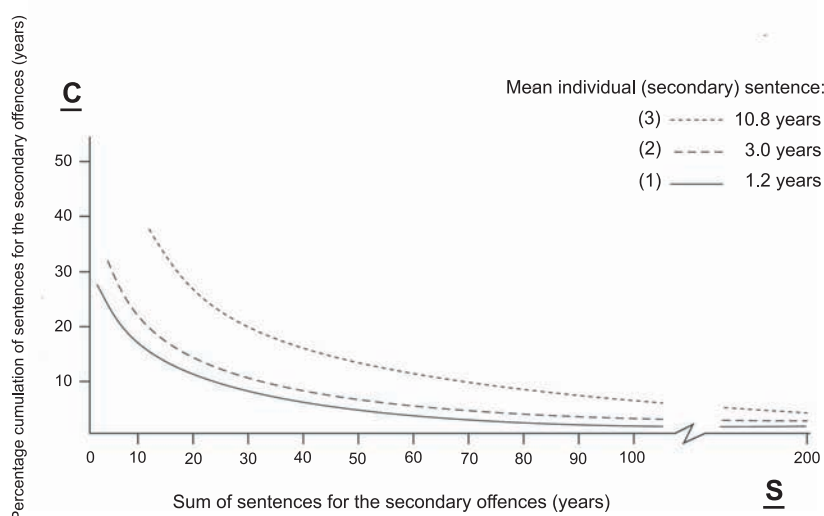 Percentage cumulation of sentences for the secondary offences (years)
C
Mean individual (secondary) sentence:
(3) 10.8 years
(2) 3.0 years
(1) 1.2 years
50
40
30
20
10
0 10 20 30 40 50 60 70 80 90 100 200
Sum of sentences for the secondary offences (years)
S